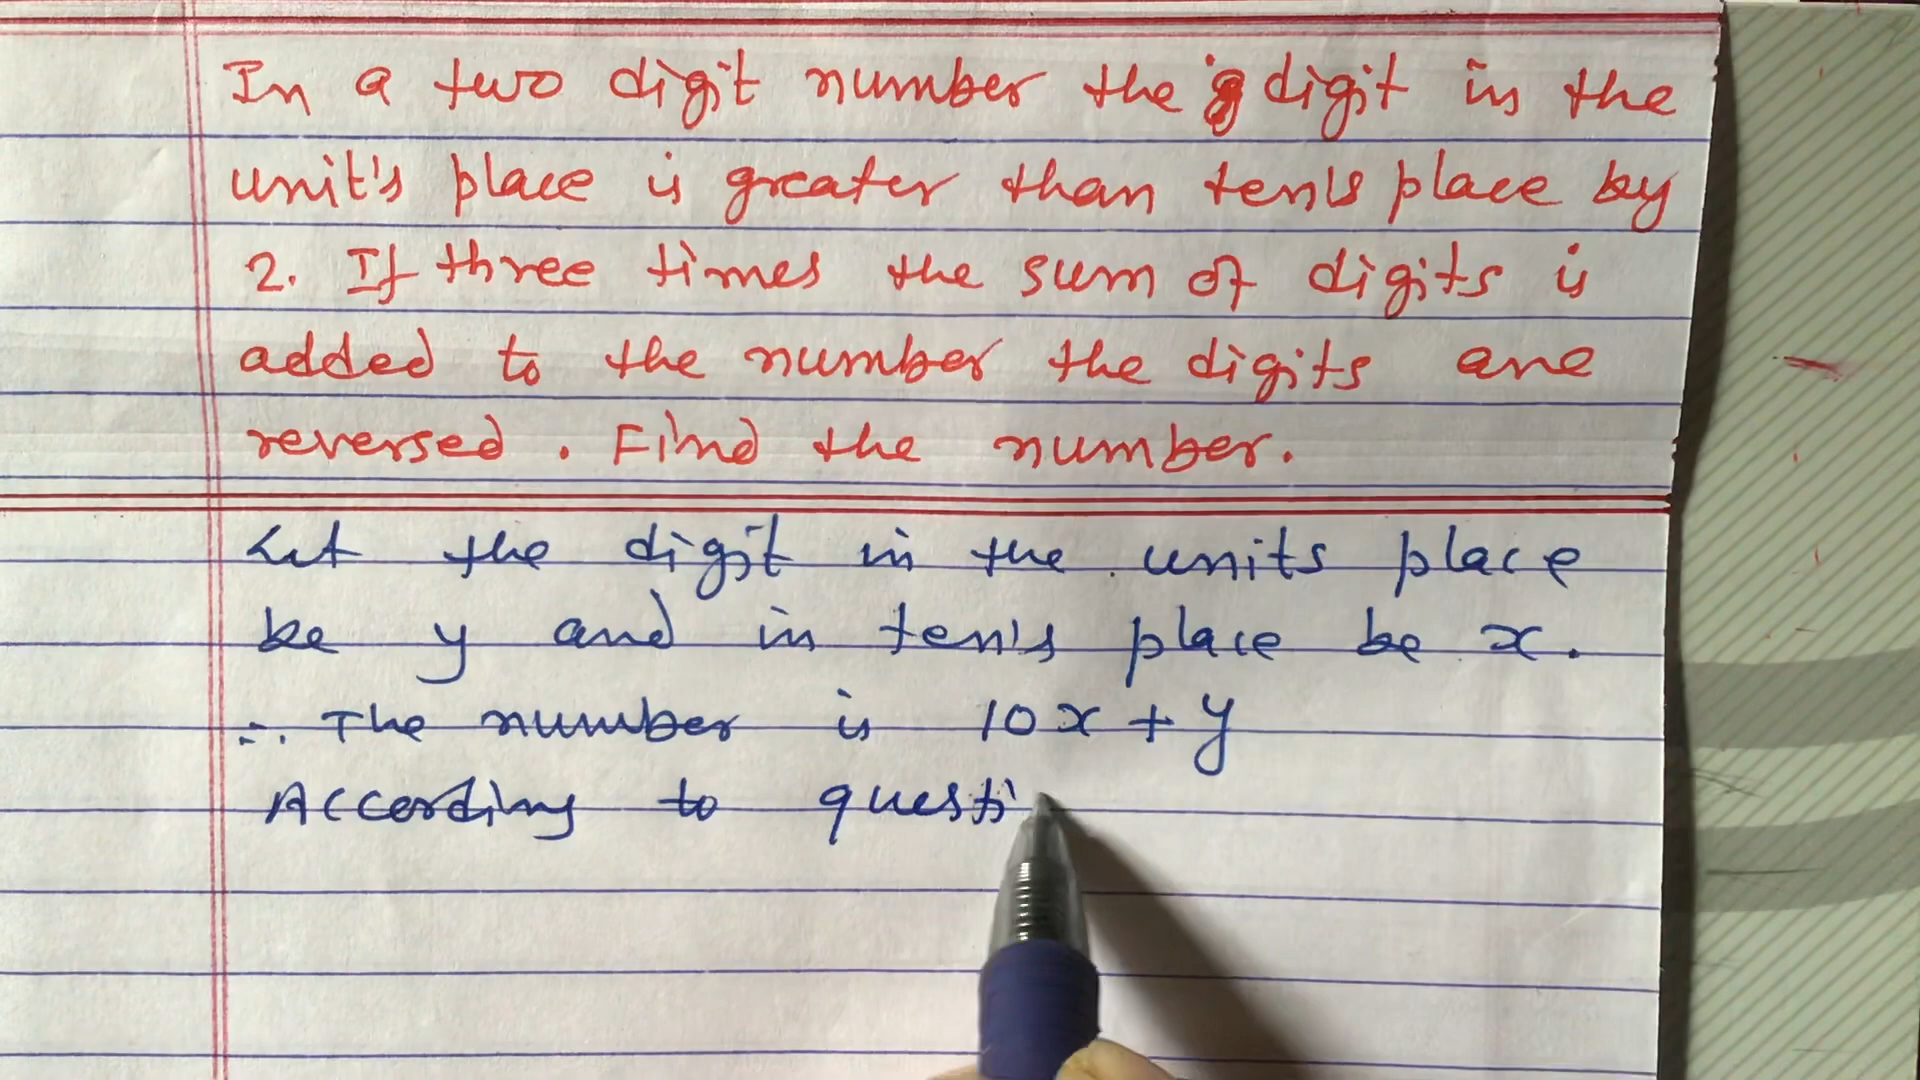 In a two digit number the digit in the
unit's place is greater than ten's place by
2. If three times the sum of digits is
added to the number the digits are
reversed. Find the number.
Let the digit in the units place
be y and in ten's place be x.
∴ The number is 10x + y
According to questi